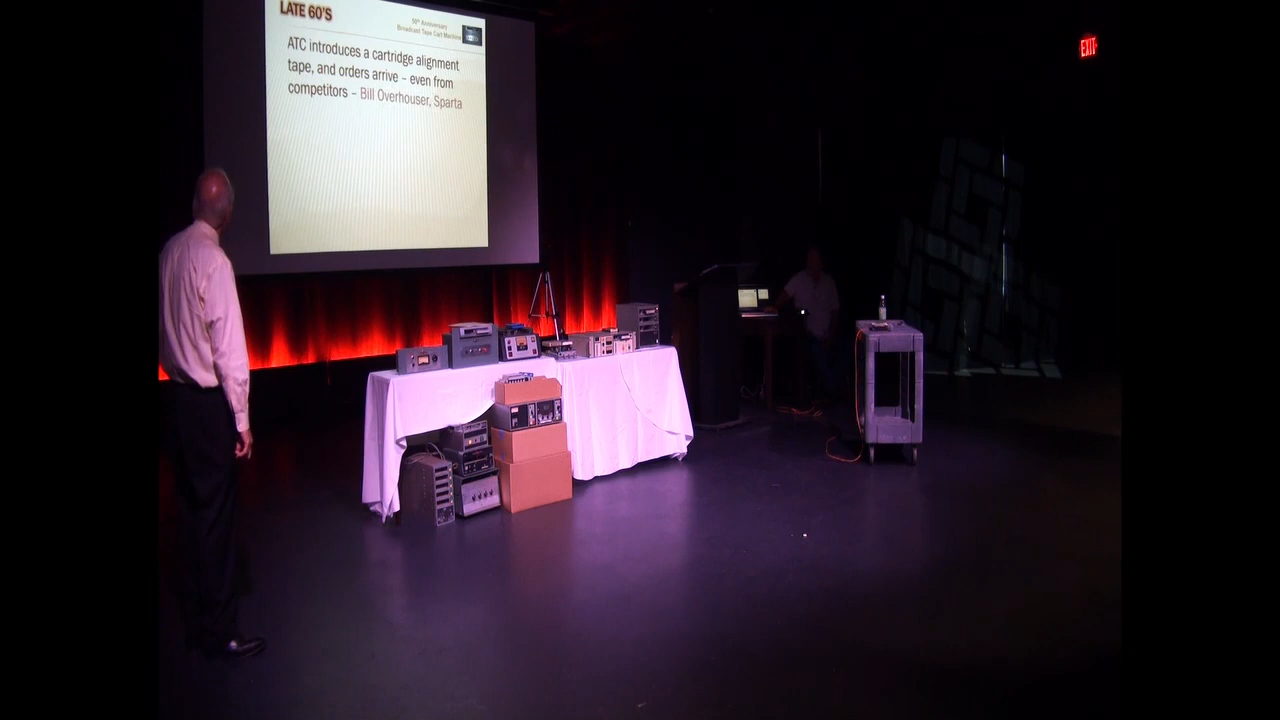 LATE 60'S
50th Anniversary
Broadcast Tape Cart Machine
ATC introduces a cartridge alignment
tape, and orders arrive – even from
competitors – Bill Overhouser, Sparta
EXIT